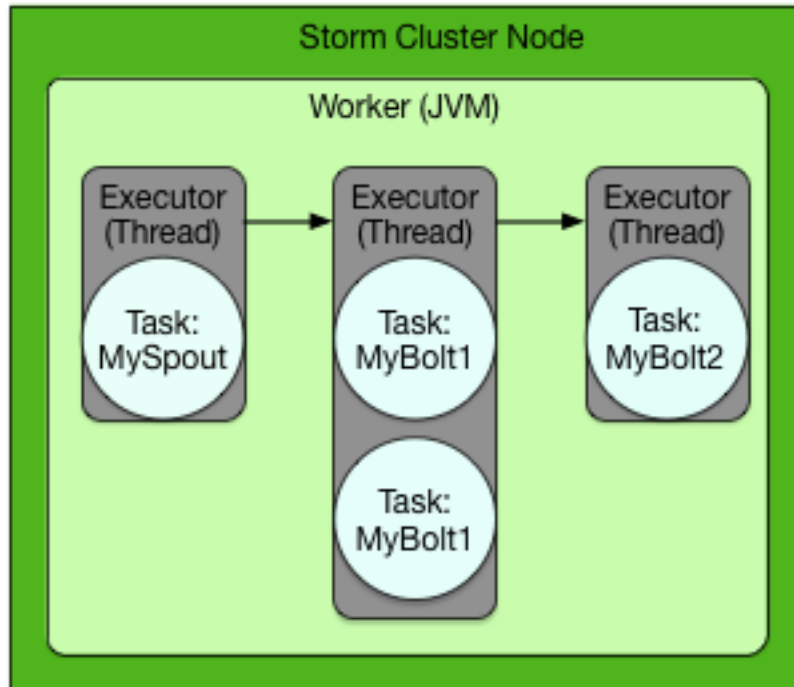 Storm Cluster Node
Worker (JVM)
Executor
(Thread)
Task:
MySpout
Executor
(Thread)
Task:
MyBolt1
Task:
MyBolt1
Executor
(Thread)
Task:
MyBolt2